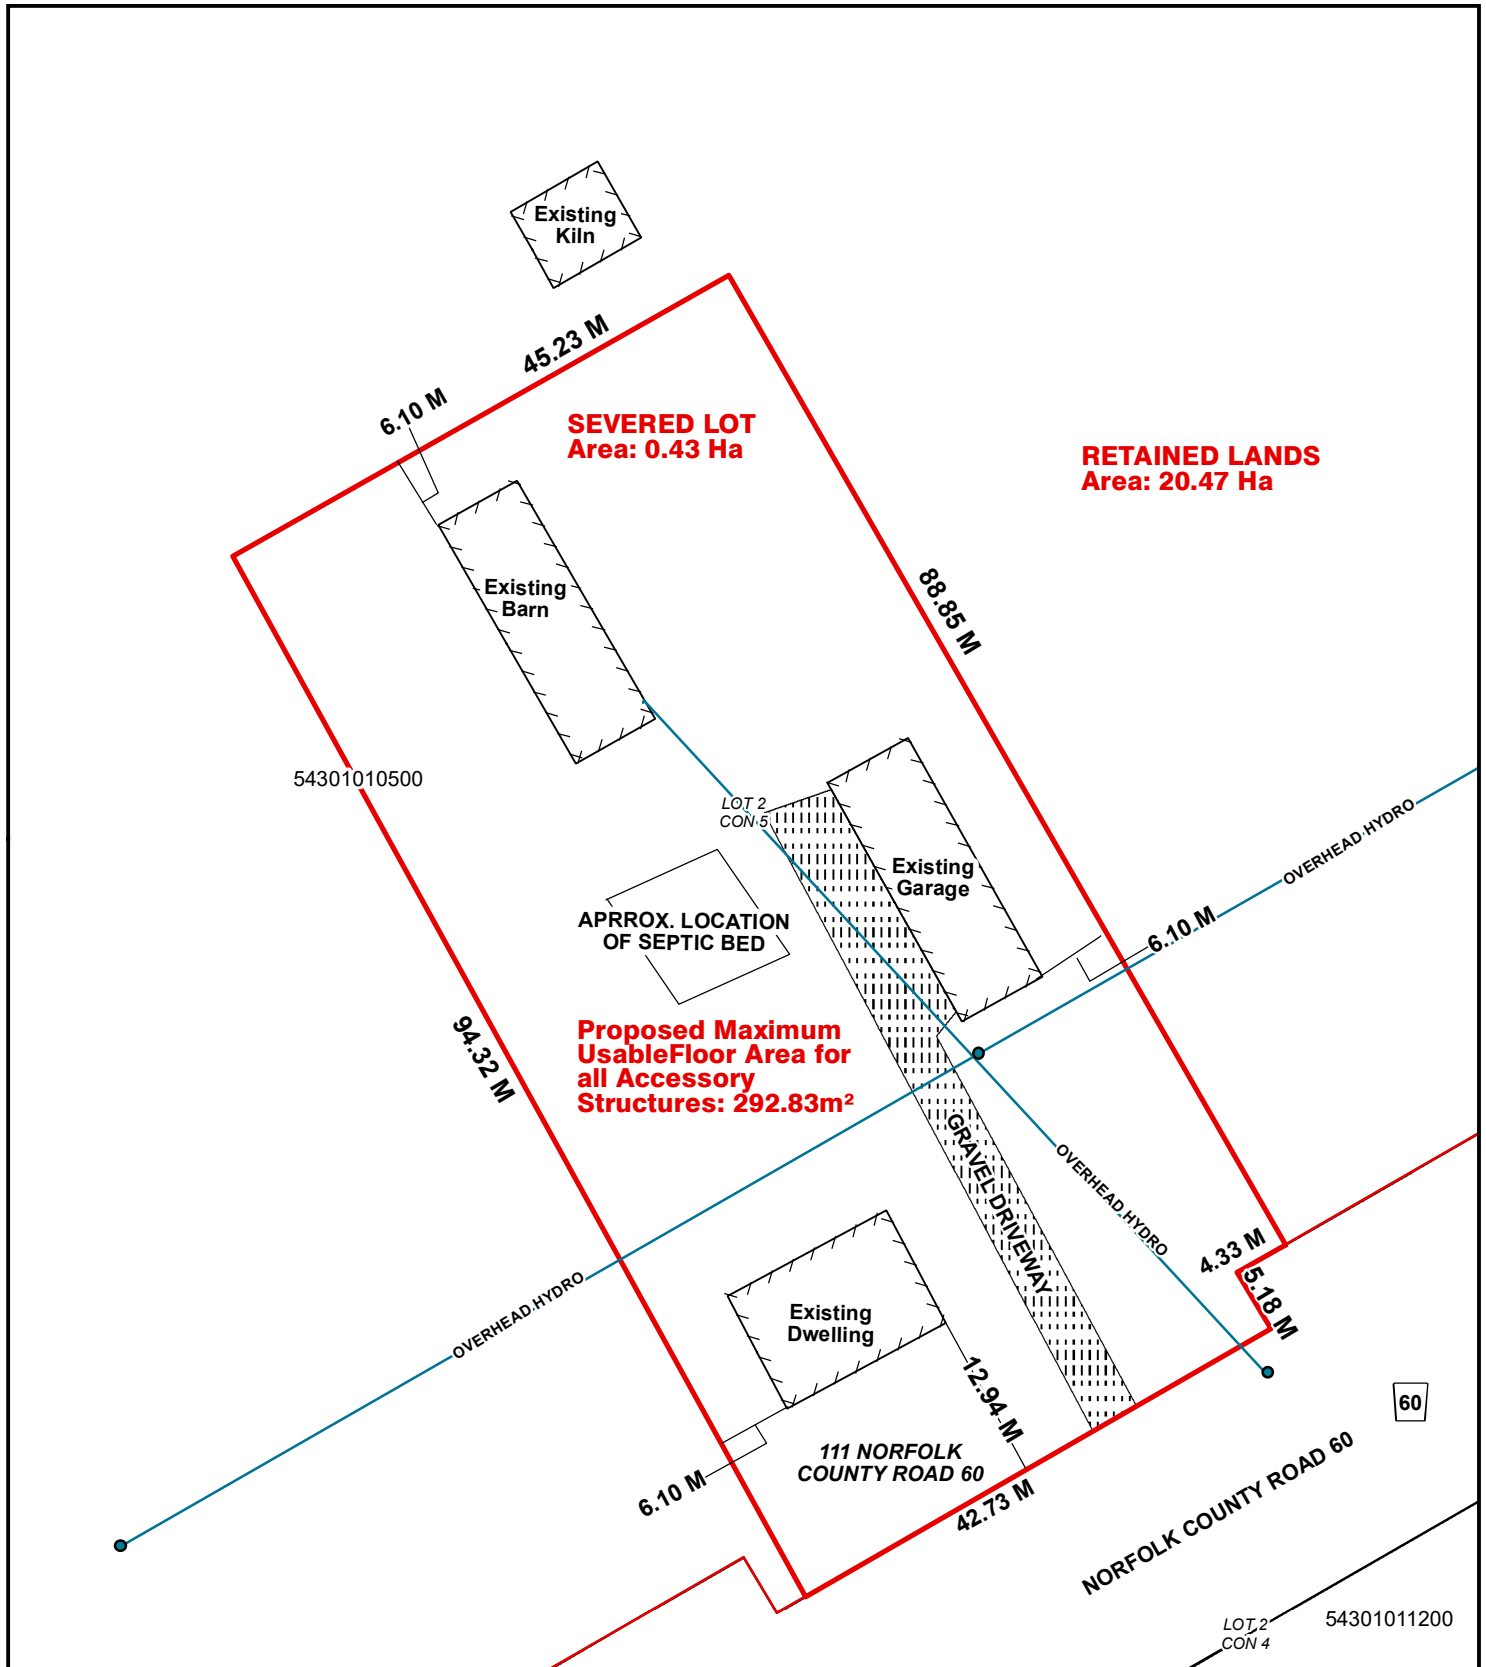 Existing
Kiln
45.23 M
6.10 M
SEVERED LOT
Area: 0.43 Ha
RETAINED LANDS
Area: 20.47 Ha
Existing
Barn
88.85 M
54301010500
LOT 2
CON 5
OVERHEAD HYDRO
Existing
Garage
APRROX. LOCATION
OF SEPTIC BED
6.10 M
94.32 M
Proposed Maximum
UsableFloor Area for
all Accessory
Structures: 292.83m²
GRAVEL DRIVEWAY
OVERHEAD HYDRO
4.33 M
5.18 M
OVERHEAD HYDRO
Existing
Dwelling
12.94 M
60
111 NORFOLK
COUNTY ROAD 60
6.10 M
42.73 M
NORFOLK COUNTY ROAD 60
LOT 2
CON 4
54301011200